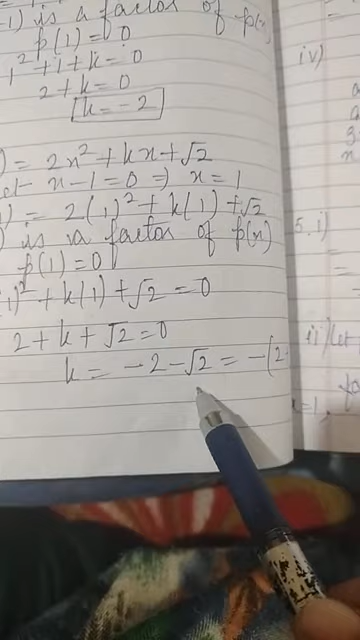 1) is a factor of p(x
p(1) = 0
1² + 1 + k = 0
2 + k = 0
k = -2
) = 2x² + kx + √2
let x - 1 = 0 ⇒ x = 1
) = 2(1)² + k(1) + √2
) is a factor of p(x)
p(1) = 0
1)² + k(1) + √2 = 0
2 + k + √2 = 0
k = -2 - √2 = -(2
iv)
5. i)
=
ii) Let